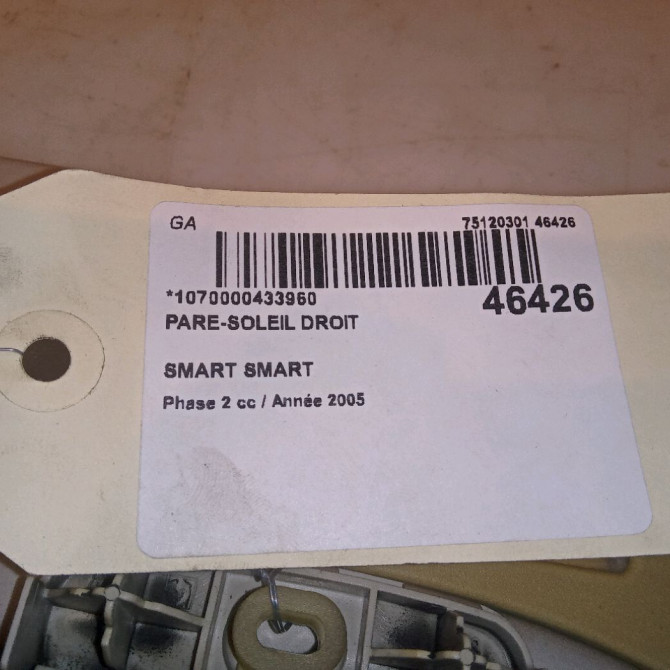 GA 75120301 46426
*1070000433960 46426
PARE-SOLEIL DROIT
SMART SMART
Phase 2 cc / Année 2005